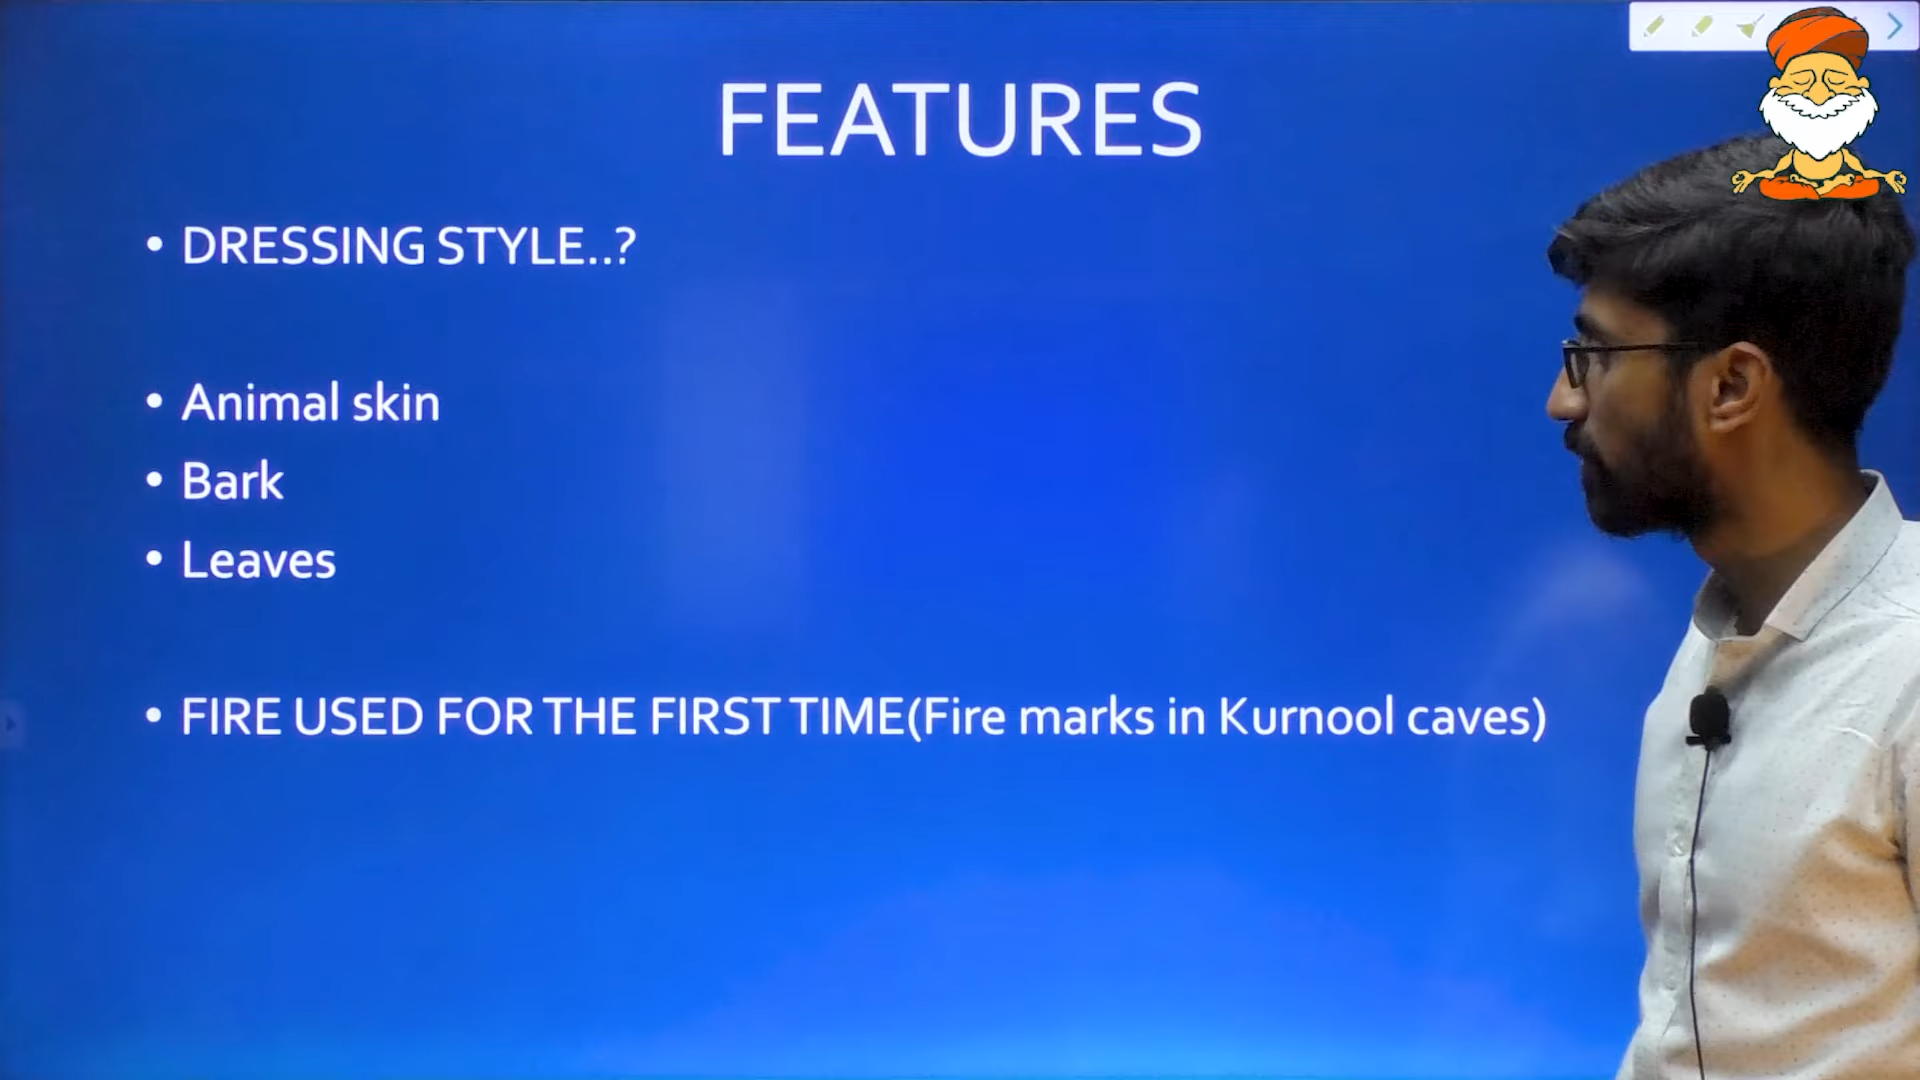 FEATURES
• DRESSING STYLE..?
• Animal skin
• Bark
• Leaves
• FIRE USED FOR THE FIRST TIME(Fire marks in Kurnool caves)